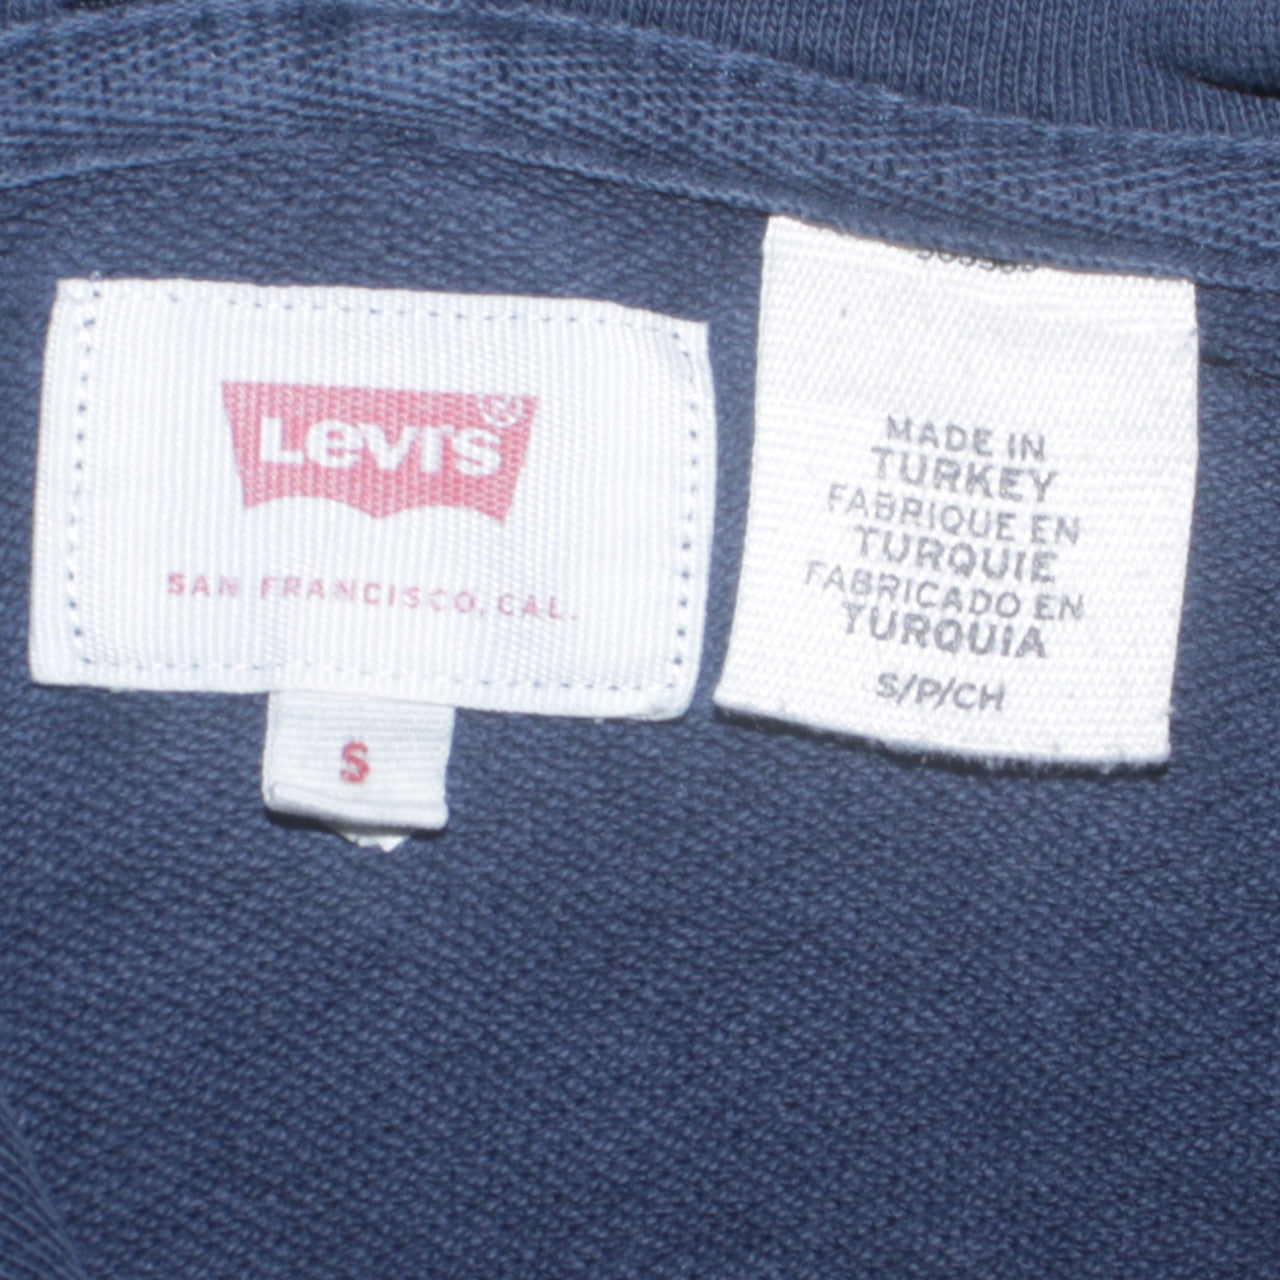 Levi's®
SAN FRANCISCO, CAL.
S
MADE IN
TURKEY
FABRIQUE EN
TURQUIE
FABRICADO EN
TURQUIA
S/P/CH